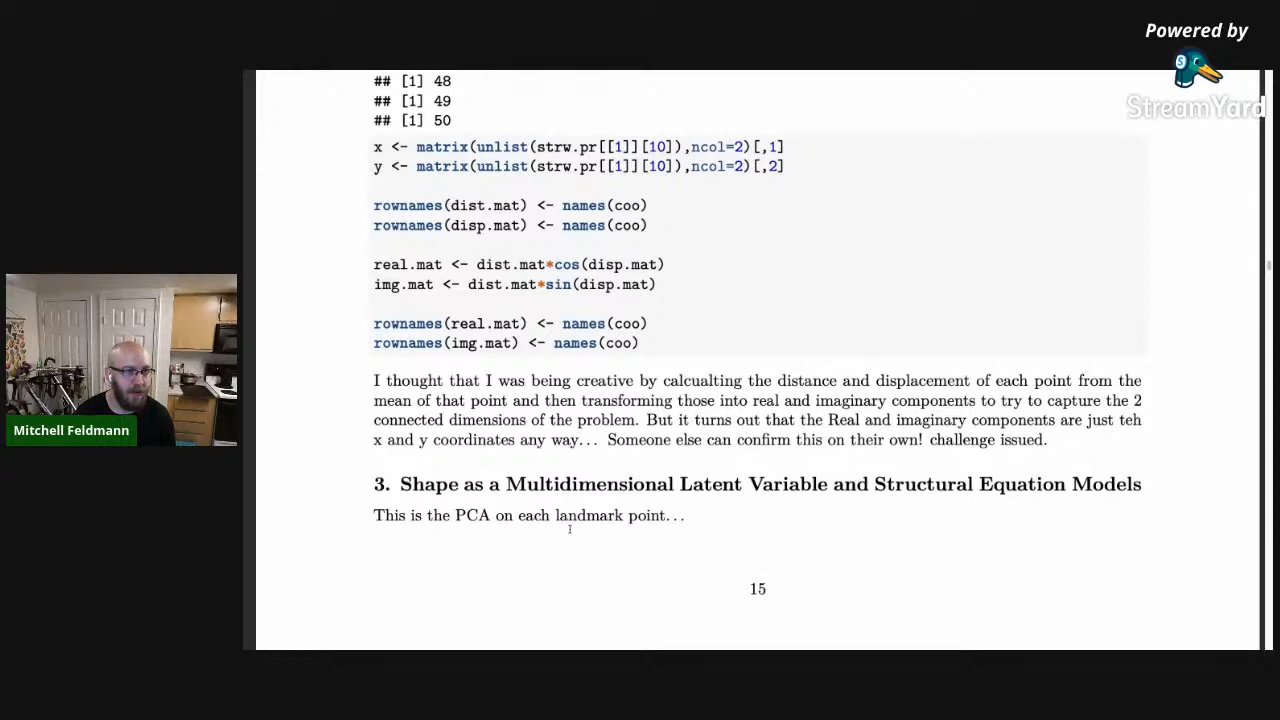 Powered by
StreamYard
## [1] 48
## [1] 49
## [1] 50
x <- matrix(unlist(strw.pr[[1]][10]),ncol=2)[,1]
y <- matrix(unlist(strw.pr[[1]][10]),ncol=2)[,2]
rownames(dist.mat) <- names(coo)
rownames(disp.mat) <- names(coo)
real.mat <- dist.mat*cos(disp.mat)
img.mat <- dist.mat*sin(disp.mat)
rownames(real.mat) <- names(coo)
rownames(img.mat) <- names(coo)
I thought that I was being creative by calcualting the distance and displacement of each point from the
mean of that point and then transforming those into real and imaginary components to try to capture the 2
connected dimensions of the problem. But it turns out that the Real and imaginary components are just teh
x and y coordinates any way... Someone else can confirm this on their own! challenge issued.
3. Shape as a Multidimensional Latent Variable and Structural Equation Models
This is the PCA on each landmark point...
15
Mitchell Feldmann